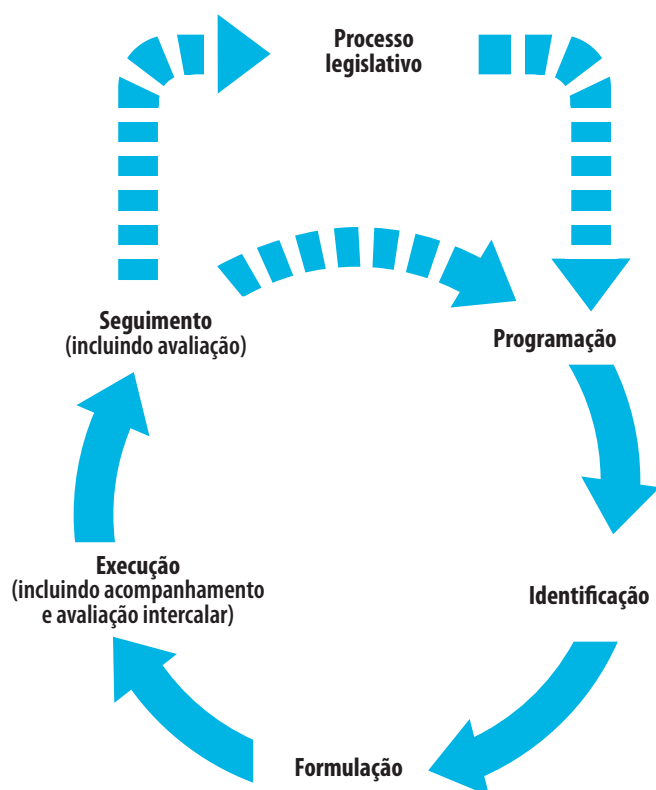 Processo
legislativo
Seguimento
(incluindo avaliação)
Programação
Execução
(incluindo acompanhamento
e avaliação intercalar)
Identificação
Formulação